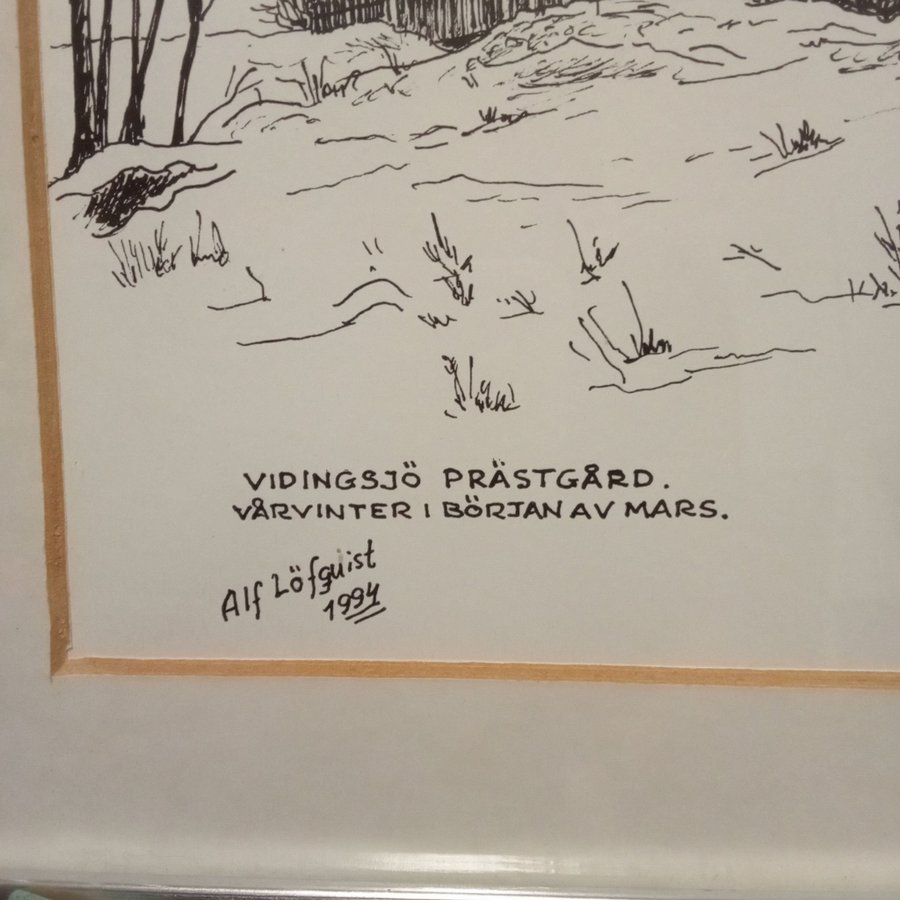 VIDINGSJÖ PRÄSTGÅRD.
VÅRVINTER I BÖRJAN AV MARS.
Alf Löfquist
1994